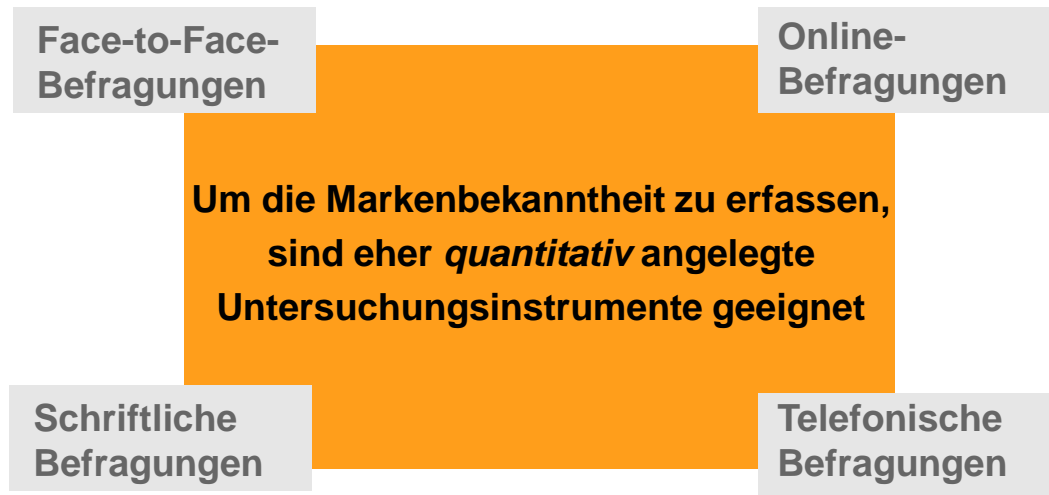 Face-to-Face-
Befragungen
Online-
Befragungen
Um die Markenbekanntheit zu erfassen,
sind eher quantitativ angelegte
Untersuchungsinstrumente geeignet
Schriftliche
Befragungen
Telefonische
Befragungen